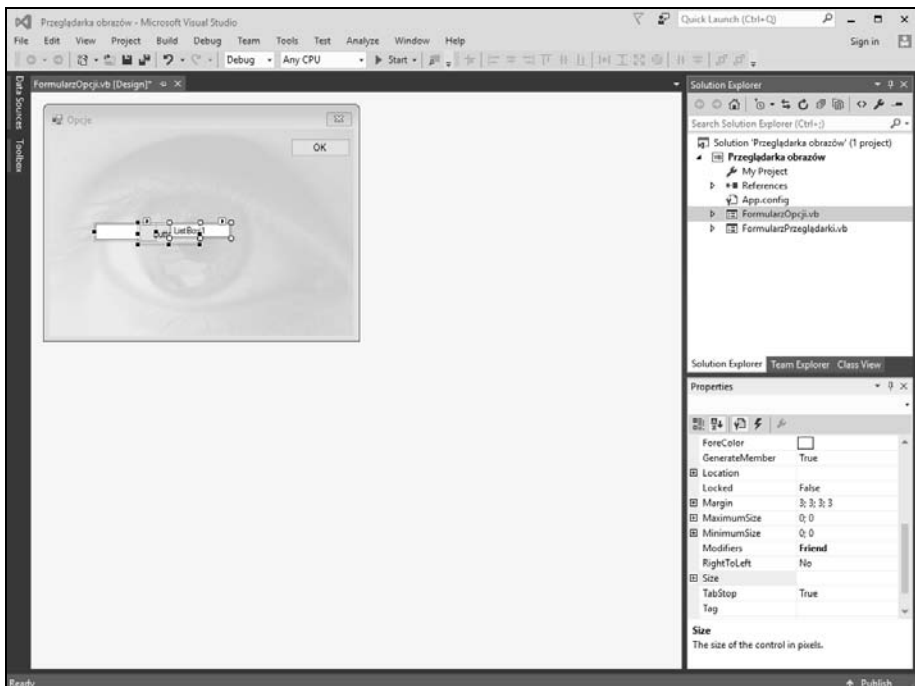 Przeglądarka obrazów - Microsoft Visual Studio
Quick Launch (Ctrl+Q)
File Edit View Project Build Debug Team Tools Test Analyze Window Help
Sign in
Debug Any CPU Start
Data Sources
Toolbox
FormularzOpcji.vb [Design]*
Opcje
OK
ListBox1
Solution Explorer
Search Solution Explorer (Ctrl+;)
Solution 'Przeglądarka obrazów' (1 project)
Przeglądarka obrazów
My Project
References
App.config
FormularzOpcji.vb
FormularzPrzeglądarki.vb
Solution Explorer Team Explorer Class View
Properties
ForeColor
GenerateMember True
Location
Locked False
Margin 3; 3; 3; 3
MaximumSize 0; 0
MinimumSize 0; 0
Modifiers Friend
RightToLeft No
Size
TabStop True
Tag
Size
The size of the control in pixels.
Ready
Publish